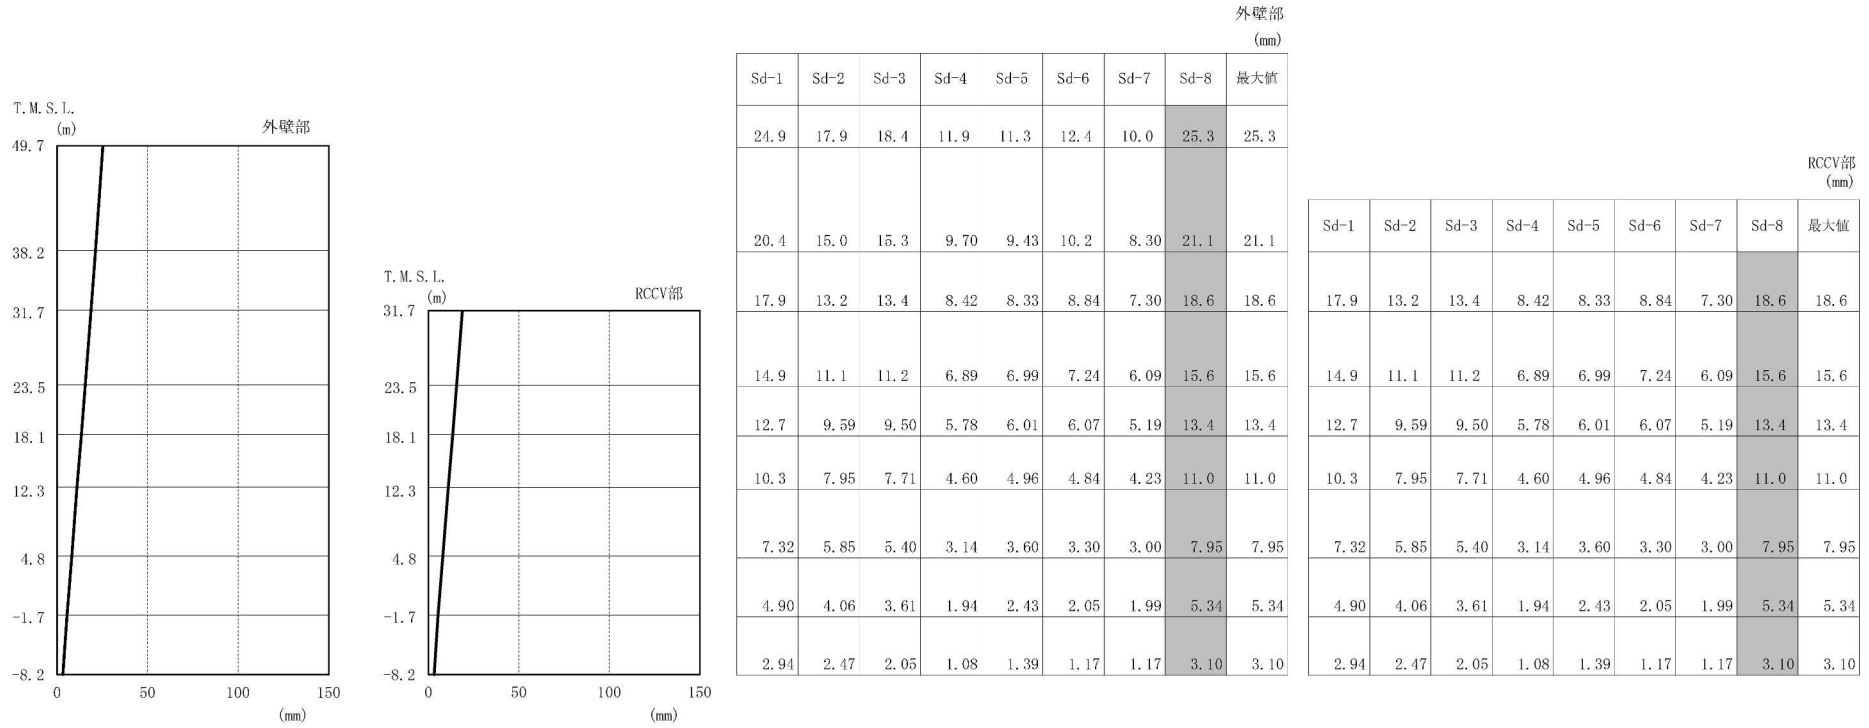 T.M.S.L.
(m)
外壁部
49.7
38.2
31.7
23.5
18.1
12.3
4.8
-1.7
-8.2
0 50 100 150
(mm)
T.M.S.L.
(m)
RCCV部
31.7
23.5
18.1
12.3
4.8
-1.7
-8.2
0 50 100 150
(mm)
外壁部
(mm)
Sd-1 Sd-2 Sd-3 Sd-4 Sd-5 Sd-6 Sd-7 Sd-8 最大値
24.9 17.9 18.4 11.9 11.3 12.4 10.0 25.3 25.3
20.4 15.0 15.3 9.70 9.43 10.2 8.30 21.1 21.1
17.9 13.2 13.4 8.42 8.33 8.84 7.30 18.6 18.6
14.9 11.1 11.2 6.89 6.99 7.24 6.09 15.6 15.6
12.7 9.59 9.50 5.78 6.01 6.07 5.19 13.4 13.4
10.3 7.95 7.71 4.60 4.96 4.84 4.23 11.0 11.0
7.32 5.85 5.40 3.14 3.60 3.30 3.00 7.95 7.95
4.90 4.06 3.61 1.94 2.43 2.05 1.99 5.34 5.34
2.94 2.47 2.05 1.08 1.39 1.17 1.17 3.10 3.10
RCCV部
(mm)
Sd-1 Sd-2 Sd-3 Sd-4 Sd-5 Sd-6 Sd-7 Sd-8 最大値
17.9 13.2 13.4 8.42 8.33 8.84 7.30 18.6 18.6
14.9 11.1 11.2 6.89 6.99 7.24 6.09 15.6 15.6
12.7 9.59 9.50 5.78 6.01 6.07 5.19 13.4 13.4
10.3 7.95 7.71 4.60 4.96 4.84 4.23 11.0 11.0
7.32 5.85 5.40 3.14 3.60 3.30 3.00 7.95 7.95
4.90 4.06 3.61 1.94 2.43 2.05 1.99 5.34 5.34
2.94 2.47 2.05 1.08 1.39 1.17 1.17 3.10 3.10